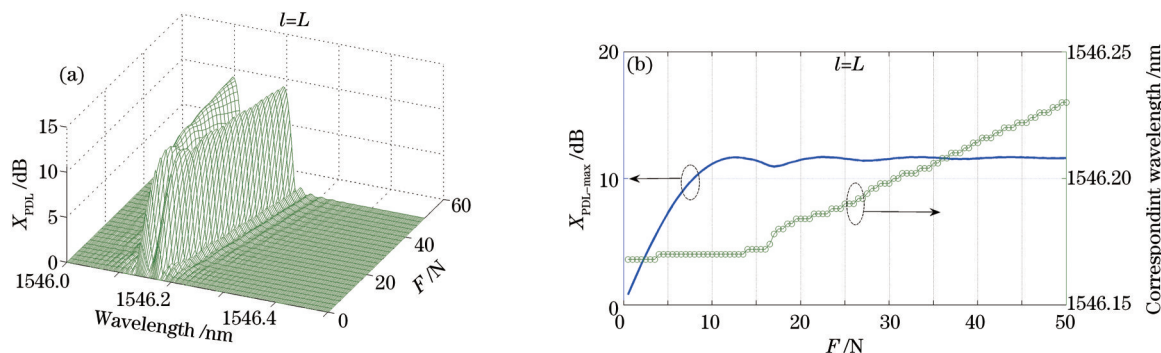 l=L
(a)
15
10
5
0
X_PDL /dB
1546.0
1546.2
1546.4
Wavelength /nm
0
20
40
60
F /N
(b)
l=L
20
10
0
X_PDL-max /dB
0
10
20
30
40
50
F /N
1546.25
1546.20
1546.15
Correspondint wavelength /nm